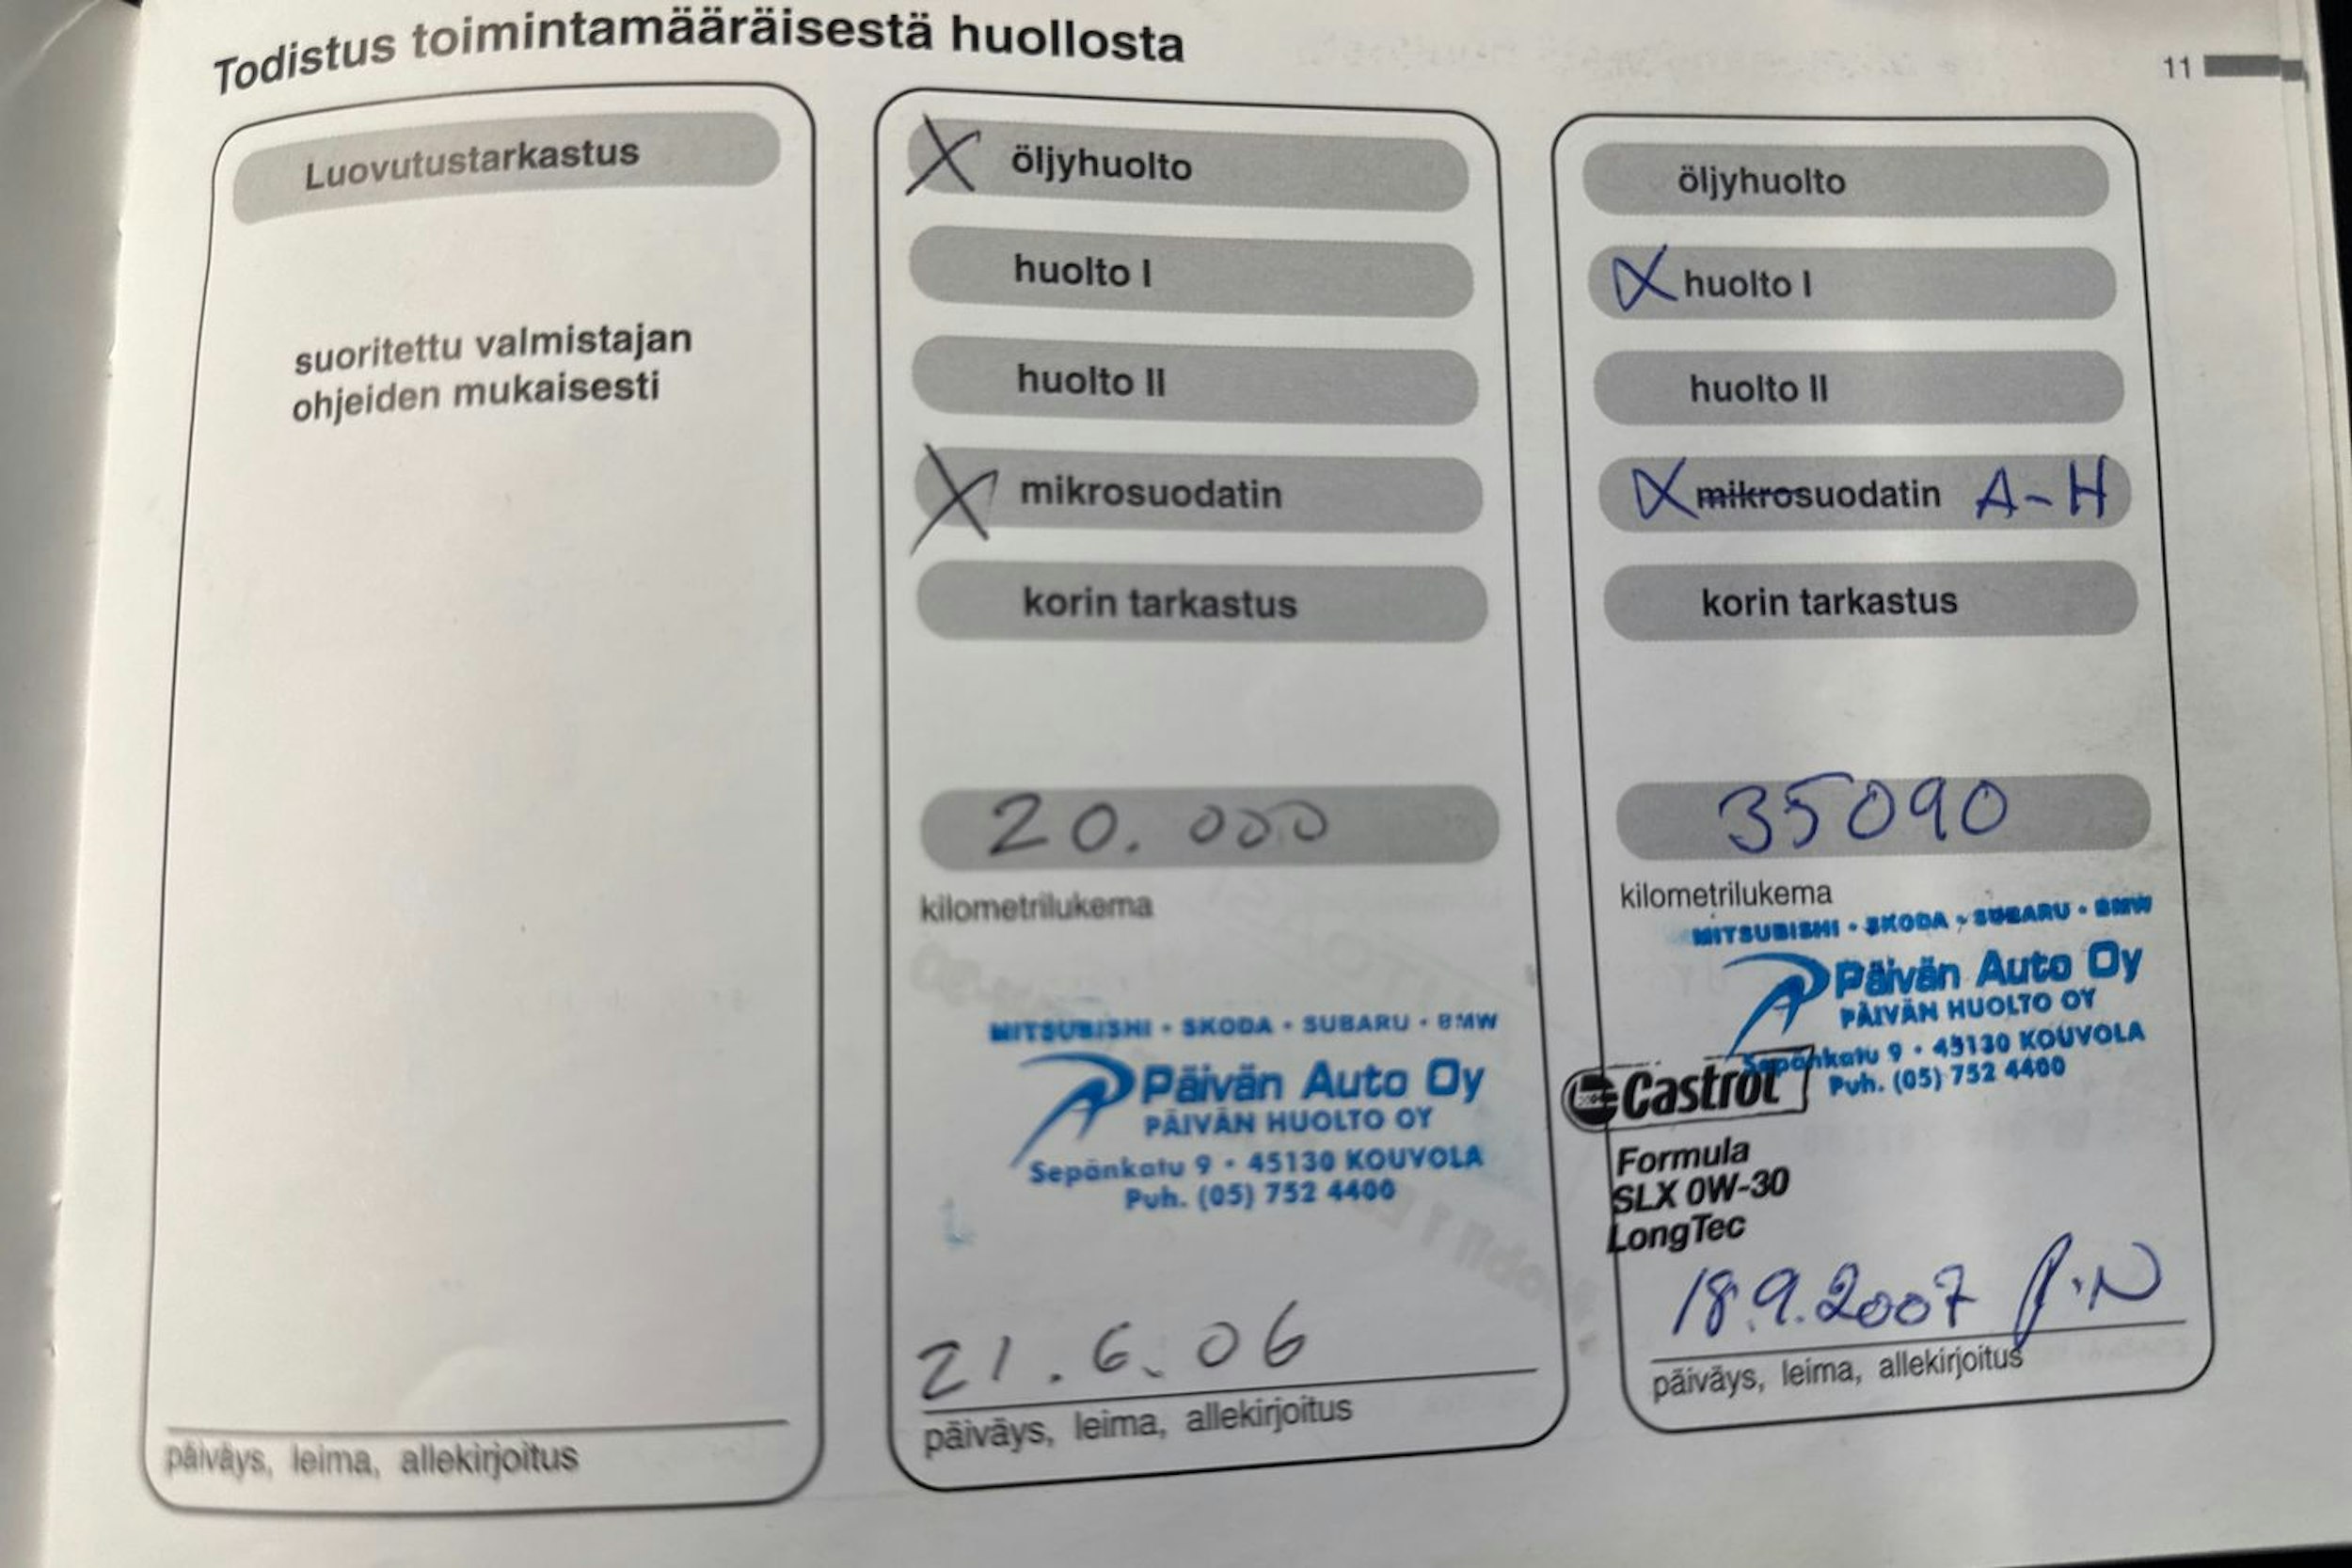 Todistus toimintamääräisestä huollosta
11
Luovutustarkastus
suoritettu valmistajan
ohjeiden mukaisesti
päiväys, leima, allekirjoitus
X öljyhuolto
huolto I
huolto II
X mikrosuodatin
korin tarkastus
20.000
kilometrilukema
MITSUBISHI • SKODA • SUBARU • BMW
Päivän Auto Oy
PÄIVÄN HUOLTO OY
Sepänkatu 9 • 45130 KOUVOLA
Puh. (05) 752 4400
21.6.06
päiväys, leima, allekirjoitus
öljyhuolto
X huolto I
huolto II
X mikrosuodatin A-H
korin tarkastus
35090
kilometrilukema
MITSUBISHI • SKODA • SUBARU • BMW
Päivän Auto Oy
PÄIVÄN HUOLTO OY
Sepänkatu 9 • 45130 KOUVOLA
Puh. (05) 752 4400
Castrol
Formula
SLX 0W-30
LongTec
18.9.2007 P.N
päiväys, leima, allekirjoitus